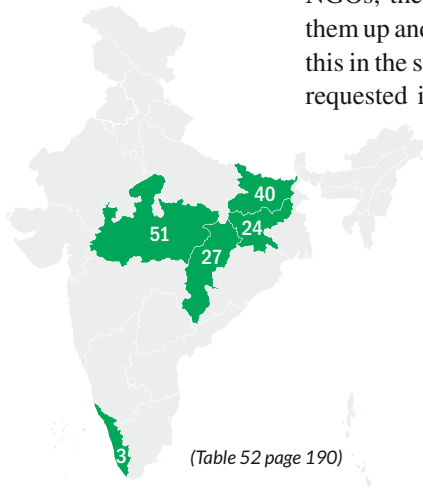 NGOs, the
them up and
this in the s
requested i
40
51
24
27
3
(Table 52 page 190)